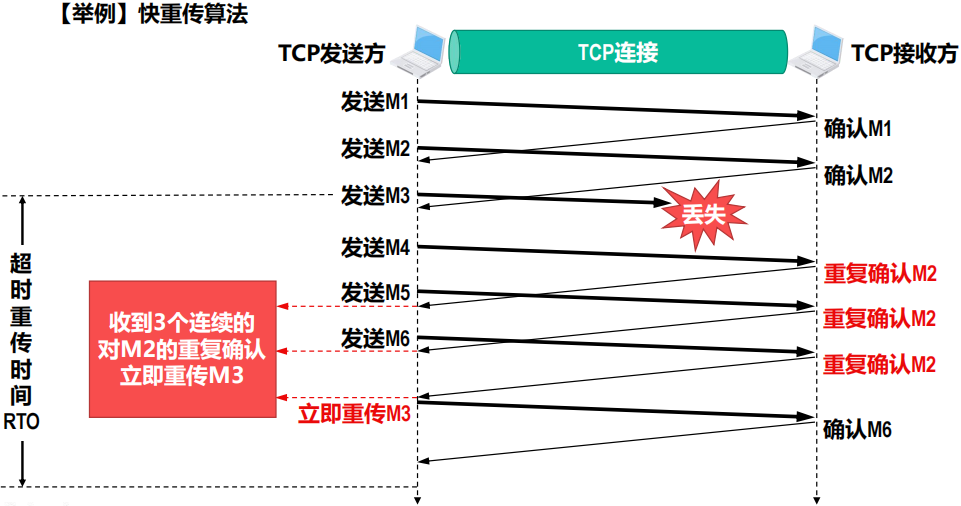 【举例】快重传算法
TCP发送方
TCP连接
TCP接收方
发送M1
确认M1
发送M2
确认M2
发送M3
丢失
发送M4
重复确认M2
发送M5
重复确认M2
发送M6
重复确认M2
超时重传时间
RTO
收到3个连续的
对M2的重复确认
立即重传M3
立即重传M3
确认M6